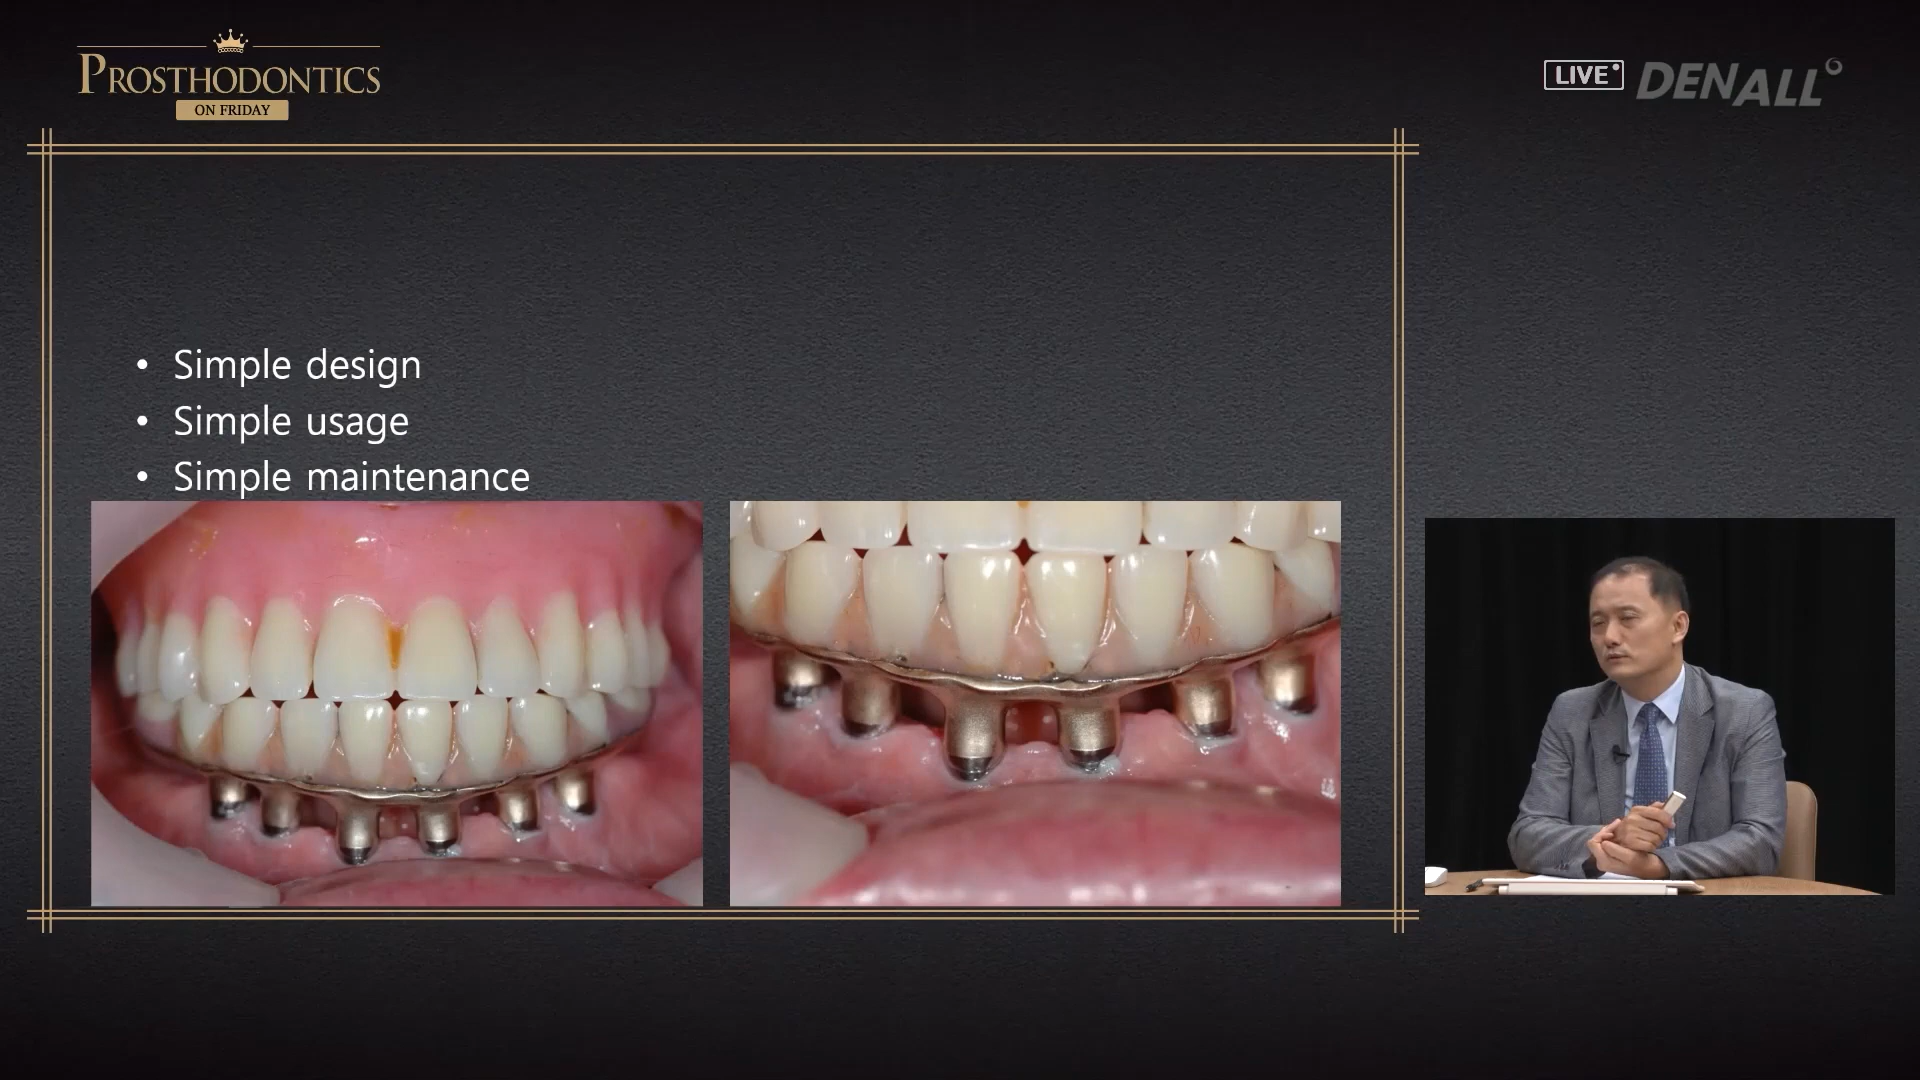 PROSTHODONTICS
ON FRIDAY
LIVE
DENALL
• Simple design
• Simple usage
• Simple maintenance